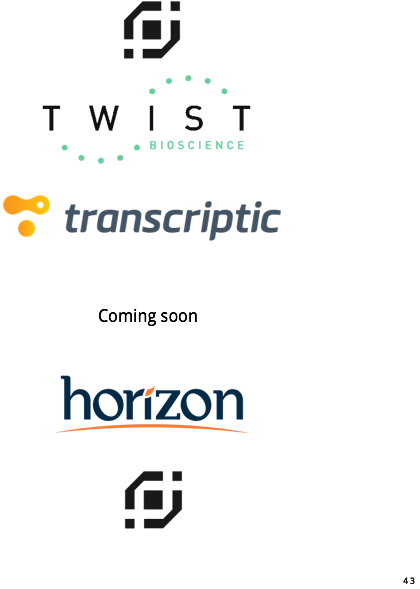 TWIST
BIOSCIENCE
transcriptic
Coming soon
horizon
43